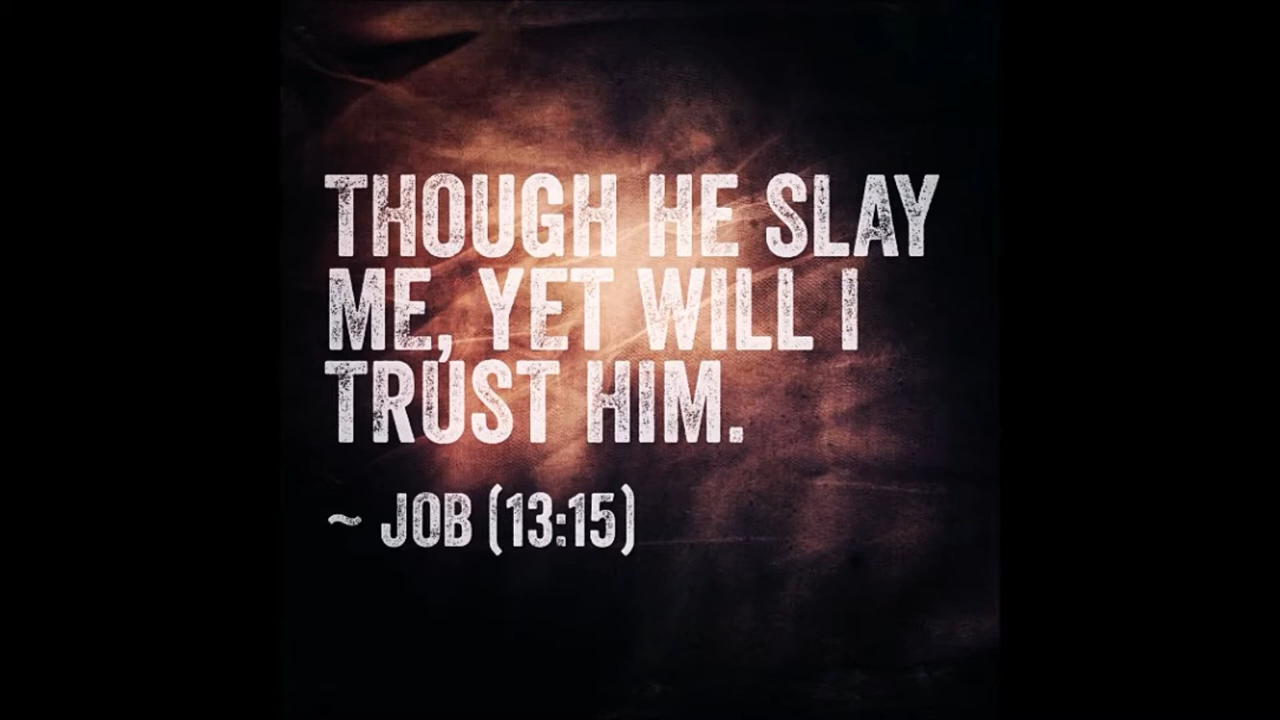 THOUGH HE SLAY
ME, YET WILL I
TRUST HIM.
~ JOB (13:15)